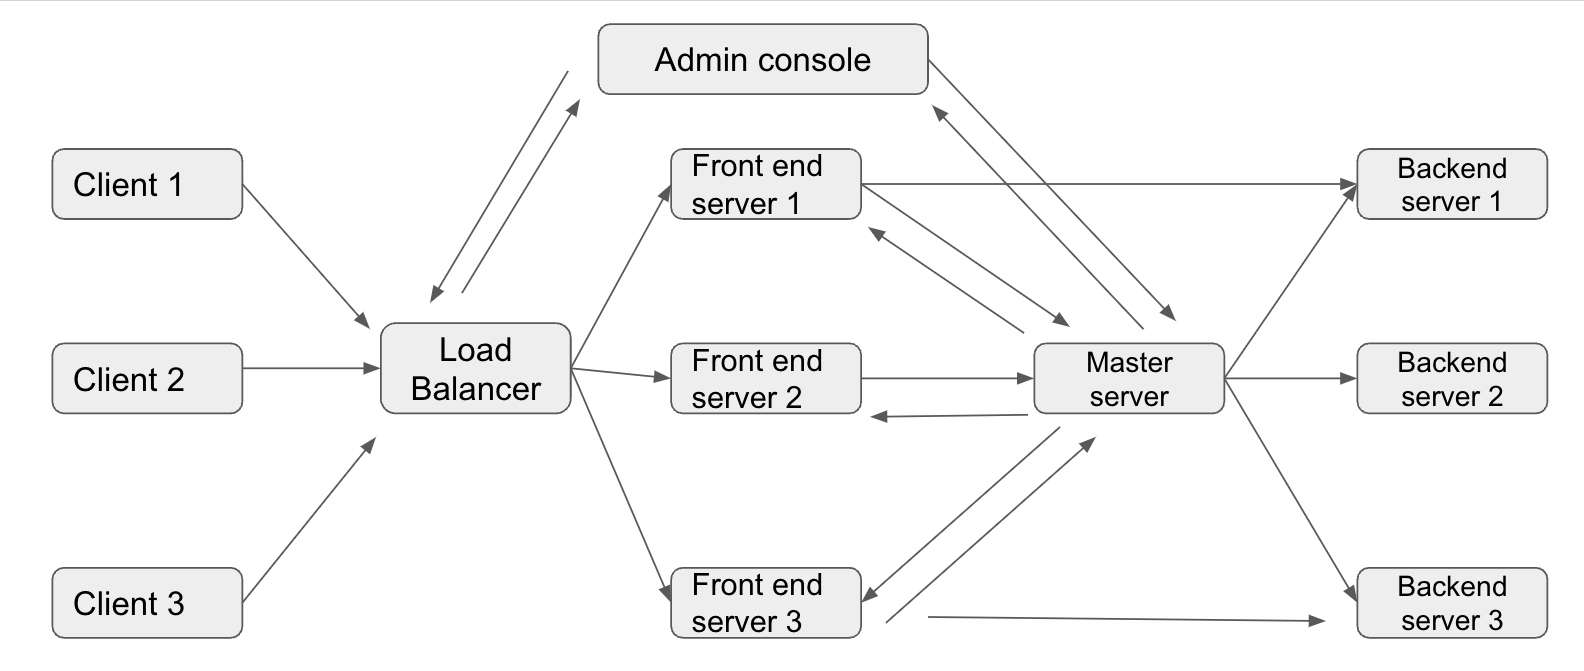 Admin console
Client 1
Front end
server 1
Backend
server 1
Load
Balancer
Client 2
Front end
server 2
Master
server
Backend
server 2
Client 3
Front end
server 3
Backend
server 3